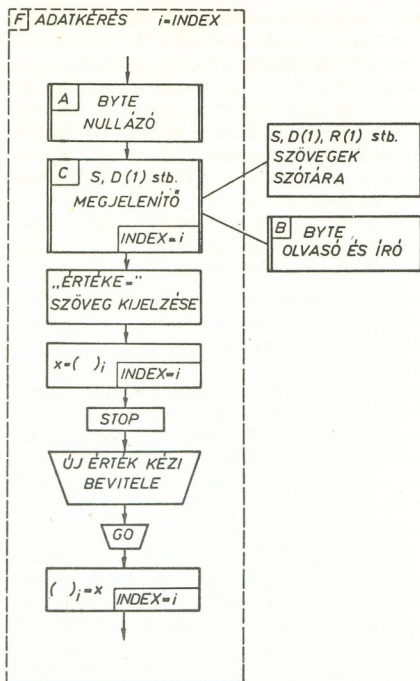 F ADATKÉRÉS i=INDEX
A BYTE
NULLÁZÓ
C S, D(1) stb.
MEGJELENÍTŐ
INDEX=i
S, D(1), R(1) stb.
SZÖVEGEK
SZÓTÁRA
B BYTE
OLVASÓ ÉS ÍRÓ
„ÉRTÉKE="
SZÖVEG KIJELZÉSE
x=( )i
INDEX=i
STOP
ÚJ ÉRTÉK KÉZI
BEVITELE
GO
( )i=x
INDEX=i